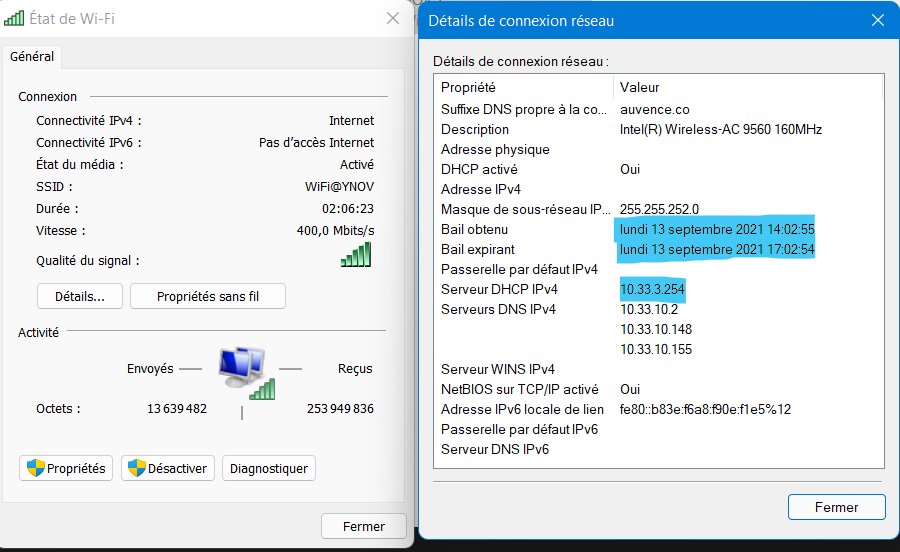 État de Wi-Fi
Général
Connexion
Connectivité IPv4 : Internet
Connectivité IPv6 : Pas d'accès Internet
État du média : Activé
SSID : WiFi@YNOV
Durée : 02:06:23
Vitesse : 400,0 Mbits/s
Qualité du signal :
Détails...
Propriétés sans fil
Activité
Envoyés
Reçus
Octets : 13 639 482 253 949 836
Propriétés
Désactiver
Diagnostiquer
Fermer
Détails de connexion réseau
Détails de connexion réseau :
Propriété Valeur
Suffixe DNS propre à la co... auvence.co
Description Intel(R) Wireless-AC 9560 160MHz
Adresse physique
DHCP activé Oui
Adresse IPv4
Masque de sous-réseau IP... 255.255.252.0
Bail obtenu lundi 13 septembre 2021 14:02:55
Bail expirant lundi 13 septembre 2021 17:02:54
Passerelle par défaut IPv4
Serveur DHCP IPv4 10.33.3.254
Serveurs DNS IPv4 10.33.10.2
10.33.10.148
10.33.10.155
Serveur WINS IPv4
NetBIOS sur TCP/IP activé Oui
Adresse IPv6 locale de lien fe80::b83e:f6a8:f90e:f1e5%12
Passerelle par défaut IPv6
Serveur DNS IPv6
Fermer